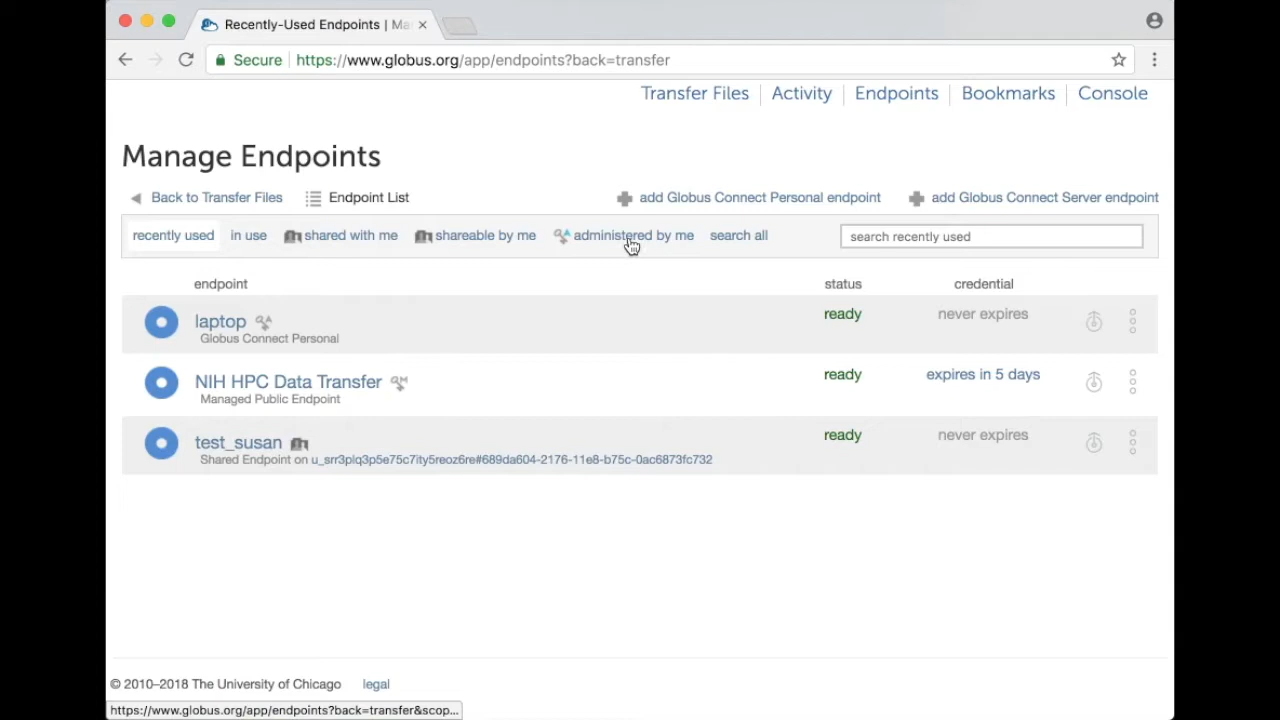 Recently-Used Endpoints | Ma
Secure https://www.globus.org/app/endpoints?back=transfer
Transfer Files Activity Endpoints Bookmarks Console
Manage Endpoints
Back to Transfer Files Endpoint List add Globus Connect Personal endpoint add Globus Connect Server endpoint
recently used in use shared with me shareable by me administered by me search all search recently used
endpoint status credential
laptop ready never expires
Globus Connect Personal
NIH HPC Data Transfer ready expires in 5 days
Managed Public Endpoint
test_susan ready never expires
Shared Endpoint on u_srr3plq3p5e75c7ity5reoz6re#689da604-2176-11e8-b75c-0ac6873fc732
© 2010–2018 The University of Chicago legal
https://www.globus.org/app/endpoints?back=transfer&scop...